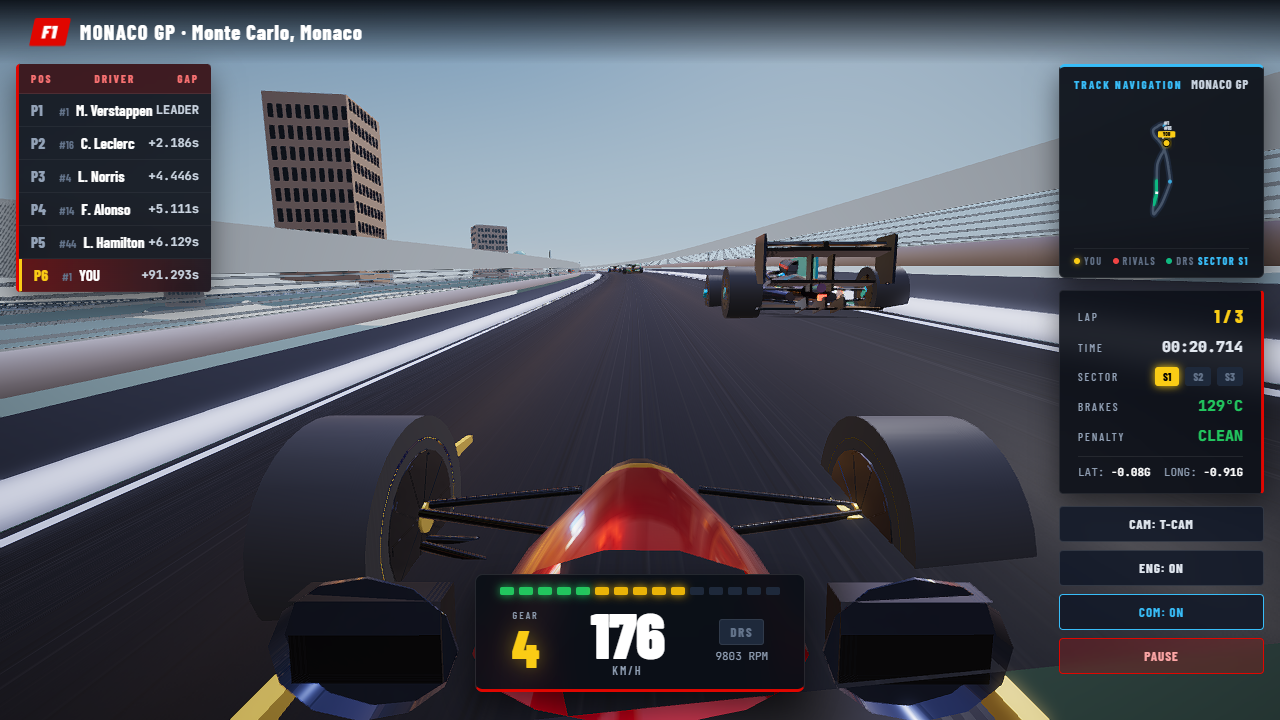 F1 MONACO GP · Monte Carlo, Monaco
POS DRIVER GAP
P1 #1 M. Verstappen LEADER
P2 #16 C. Leclerc +2.186s
P3 #4 L. Norris +4.446s
P4 #14 F. Alonso +5.111s
P5 #44 L. Hamilton +6.129s
P6 #1 YOU +91.293s
TRACK NAVIGATION MONACO GP
YOU RIVALS DRS SECTOR S1
LAP 1/3
TIME 00:20.714
SECTOR S1 S2 S3
BRAKES 129°C
PENALTY CLEAN
LAT: -0.08G LONG: -0.91G
CAM: T-CAM
ENG: ON
COM: ON
PAUSE
GEAR
4
176
KM/H
DRS
9803 RPM